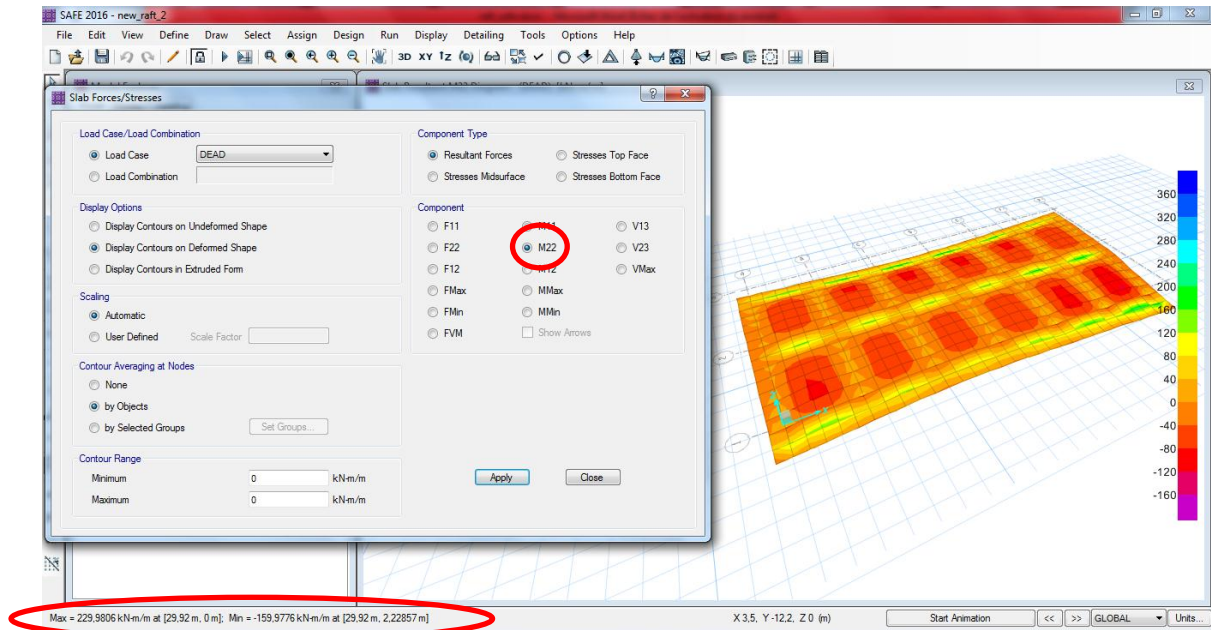 SAFE 2016 - new_raft_2
File Edit View Define Draw Select Assign Design Run Display Detailing Tools Options Help
3D XY
Slab Forces/Stresses
Load Case/Load Combination
Load Case DEAD
Load Combination
Display Options
Display Contours on Undeformed Shape
Display Contours on Deformed Shape
Display Contours in Extruded Form
Scaling
Automatic
User Defined Scale Factor
Contour Averaging at Nodes
None
by Objects
by Selected Groups Set Groups...
Contour Range
Minimum 0 kN-m/m
Maximum 0 kN-m/m
Component Type
Resultant Forces Stresses Top Face
Stresses Midsurface Stresses Bottom Face
Component
F11 M11 V13
F22 M22 V23
F12 M12 VMax
FMax MMax
FMin MMin
FVM Show Arrows
Apply Close
360
320
280
240
200
160
120
80
40
0
-40
-80
-120
-160
Max = 229,9806 kN-m/m at [29,92 m, 0 m]; Min = -159,9776 kN-m/m at [29,92 m, 2,22857 m]
X 3,5, Y -12,2, Z 0 (m) Start Animation << >> GLOBAL Units...